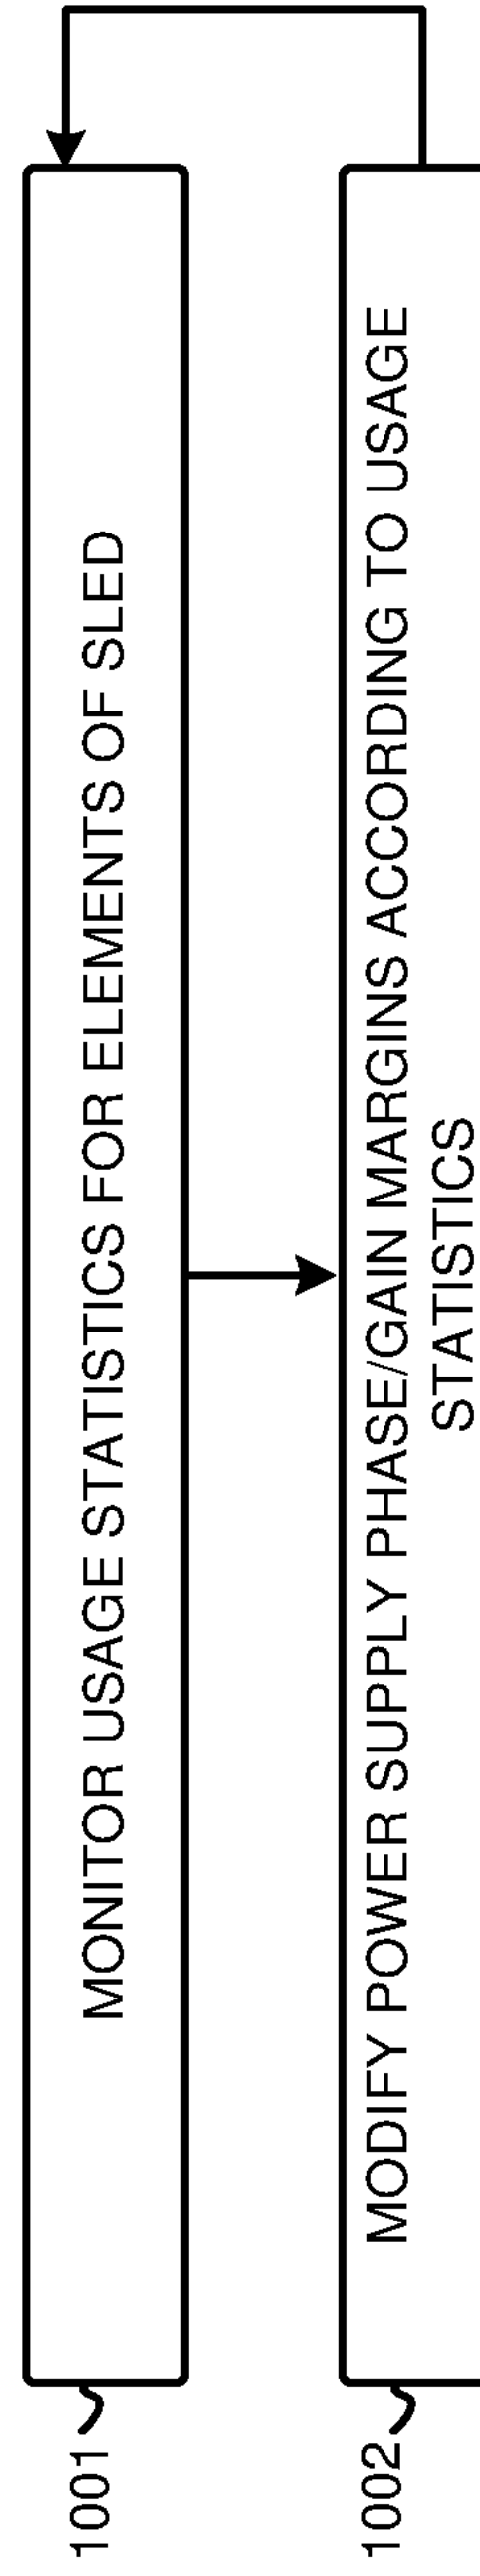 1001
MONITOR USAGE STATISTICS FOR ELEMENTS OF SLED
1002
MODIFY POWER SUPPLY PHASE/GAIN MARGINS ACCORDING TO USAGE
STATISTICS